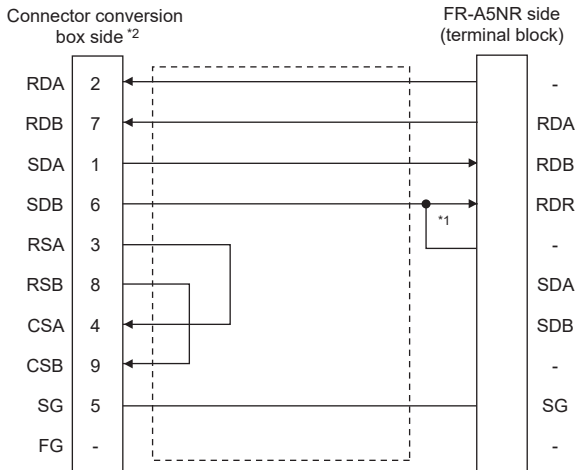 Connector conversion
box side *2
FR-A5NR side
(terminal block)
RDA 2 -
RDB 7 RDA
SDA 1 RDB
SDB 6 RDR
*1
RSA 3 -
RSB 8 SDA
CSA 4 SDB
CSB 9 -
SG 5 SG
FG - -